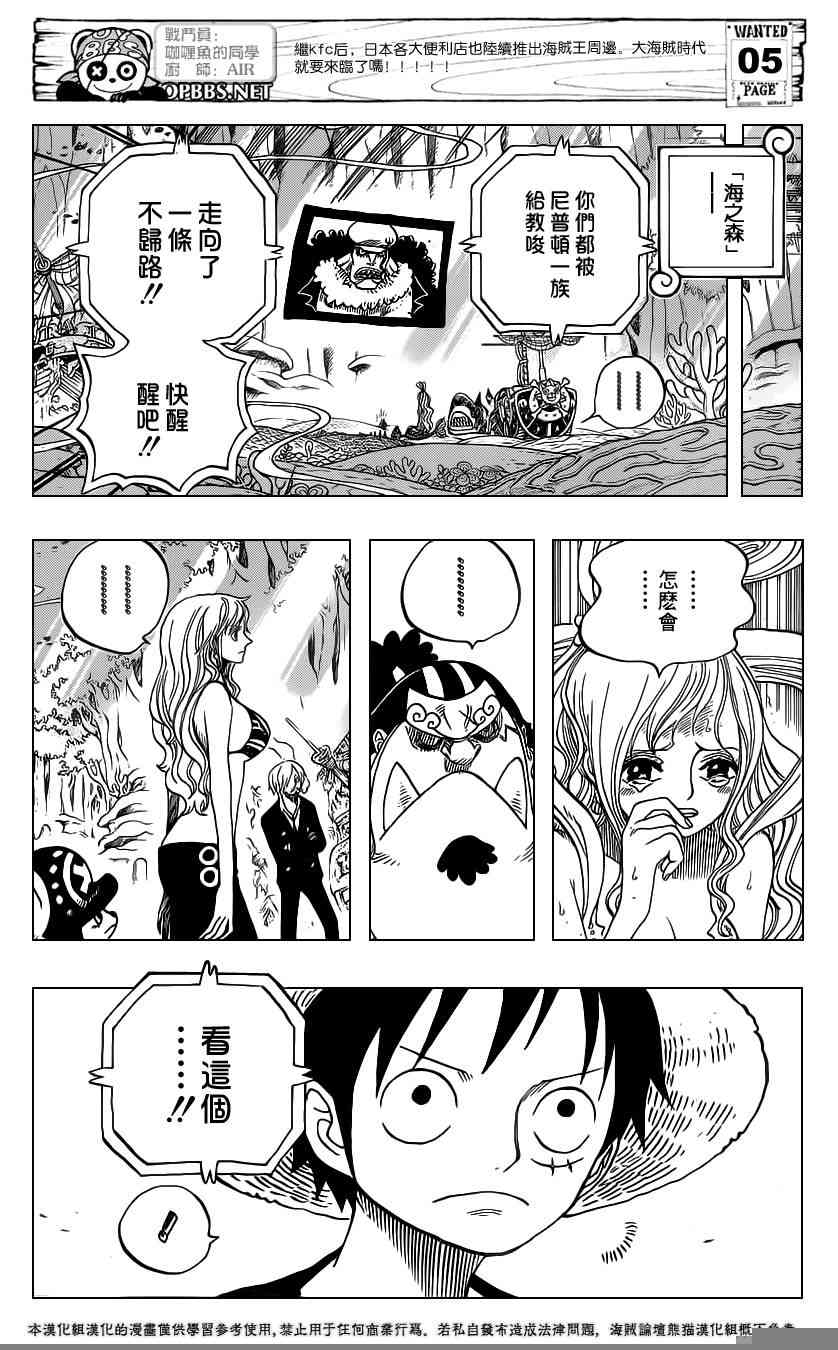 戰鬥員：
咖哩魚的同學
廚　師：AIR
OPBBS.NET
繼kfc后，日本各大便利店也陸續推出海賊王周邊。大海賊時代
就要來臨了嗎！！！！！
WANTED
05
PAGE
「海之森」
——
你們都被
尼普頓一族
給教唆
走向了
一條
不歸路!!
快醒
醒吧!!
…………
……
怎麼會
……
…………
…………
看這個
……!!
!
本漢化組漢化的漫畫僅供學習參考使用,禁止用于任何商業行爲。若私自發布造成法律問題，海賊論壇熊猫漢化組概不負責